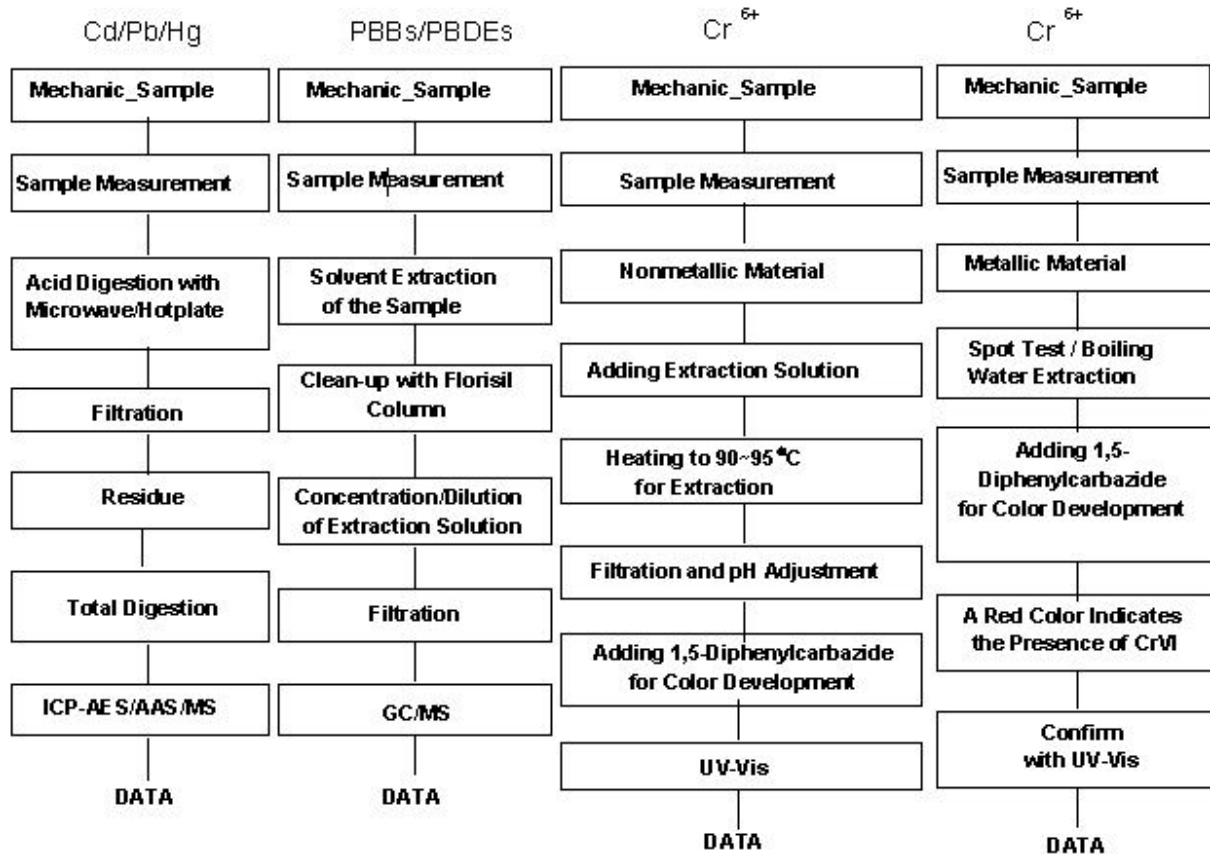 Cd/Pb/Hg
Mechanic_Sample
Sample Measurement
Acid Digestion with
Microwave/Hotplate
Filtration
Residue
Total Digestion
ICP-AES/AAS/MS
DATA
PBBs/PBDEs
Mechanic_Sample
Sample Measurement
Solvent Extraction
of the Sample
Clean-up with Florisil
Column
Concentration/Dilution
of Extraction Solution
Filtration
GC/MS
DATA
Cr 6+
Mechanic_Sample
Sample Measurement
Nonmetallic Material
Adding Extraction Solution
Heating to 90~95°C
for Extraction
Filtration and pH Adjustment
Adding 1,5-Diphenylcarbazide
for Color Development
UV-Vis
DATA
Cr 6+
Mechanic_Sample
Sample Measurement
Metallic Material
Spot Test / Boiling
Water Extraction
Adding 1,5-
Diphenylcarbazide
for Color Development
A Red Color Indicates
the Presence of CrVI
Confirm
with UV-Vis
DATA